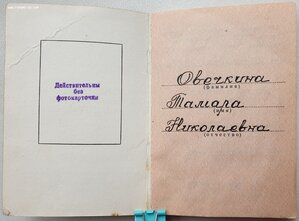 Действительны
без
фотокарточки
Овечкина
(фамилия)
Тамара
(имя)
Николаевна
(отчество)